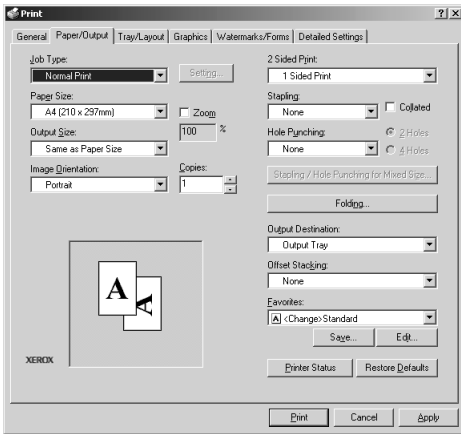 Print
General Paper/Output Tray/Layout Graphics Watermarks/Forms Detailed Settings
Job Type:
Normal Print
Setting...
Paper Size:
A4 (210 x 297mm)
Zoom
Output Size:
100 %
Same as Paper Size
Image Orientation:
Portrait
Copies:
1
A
A
XEROX
2 Sided Print:
1 Sided Print
Stapling:
None
Collated
Hole Punching:
None
2 Holes
4 Holes
Stapling / Hole Punching for Mixed Size...
Folding...
Output Destination:
Output Tray
Offset Stacking:
None
Favorites:
A <Change>Standard
Save... Edit...
Printer Status Restore Defaults
Print Cancel Apply